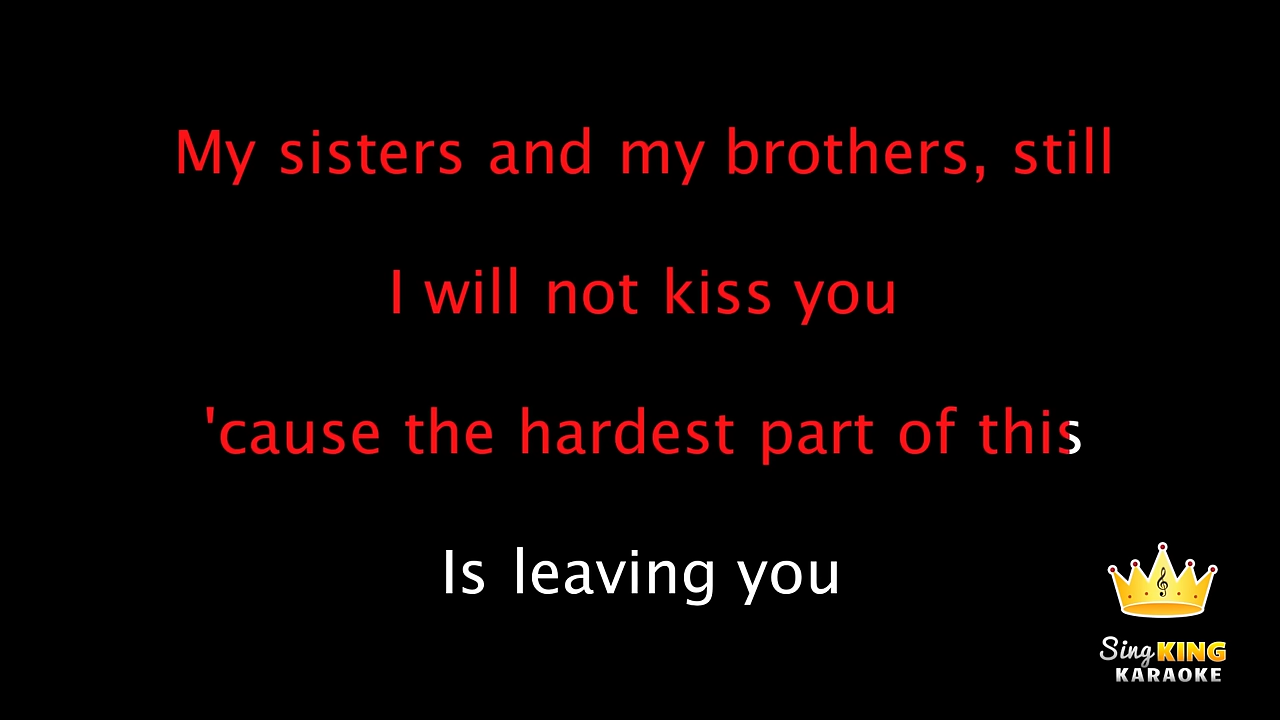 My sisters and my brothers, still
I will not kiss you
'cause the hardest part of this
Is leaving you
Sing KING
KARAOKE